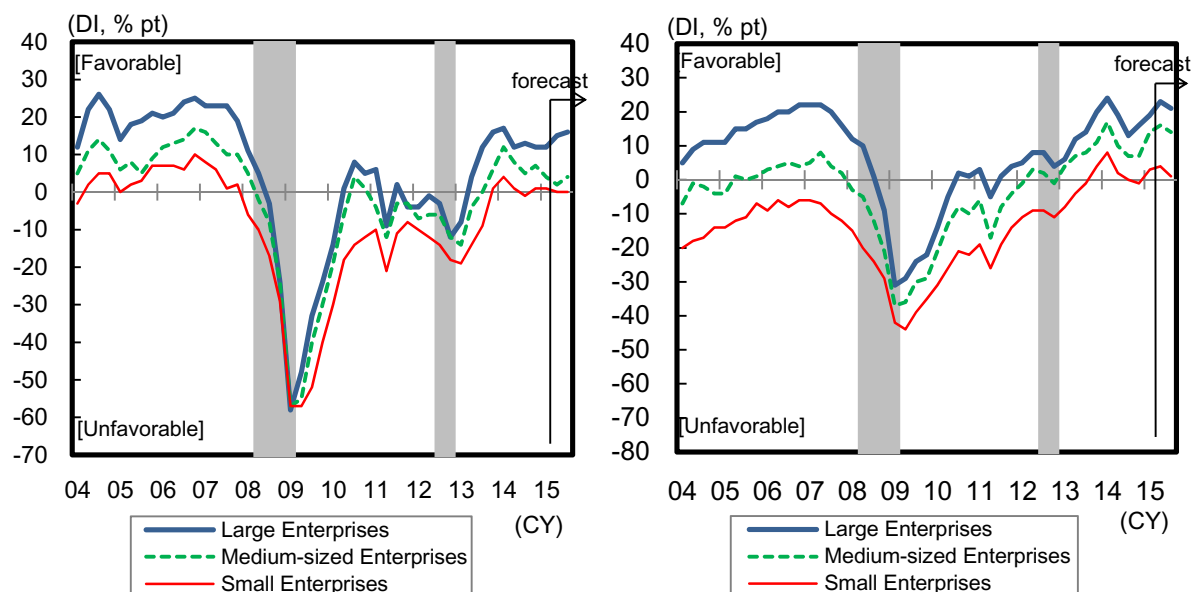 (DI, % pt)
40
30
20
10
0
-10
-20
-30
-40
-50
-60
-70
[Favorable]
forecast
[Unfavorable]
04 05 06 07 08 09 10 11 12 13 14 15
(CY)
Large Enterprises
Medium-sized Enterprises
Small Enterprises
(DI, % pt)
40
30
20
10
0
-10
-20
-30
-40
-50
-60
-70
-80
[Favorable]
forecast
[Unfavorable]
04 05 06 07 08 09 10 11 12 13 14 15
(CY)
Large Enterprises
Medium-sized Enterprises
Small Enterprises